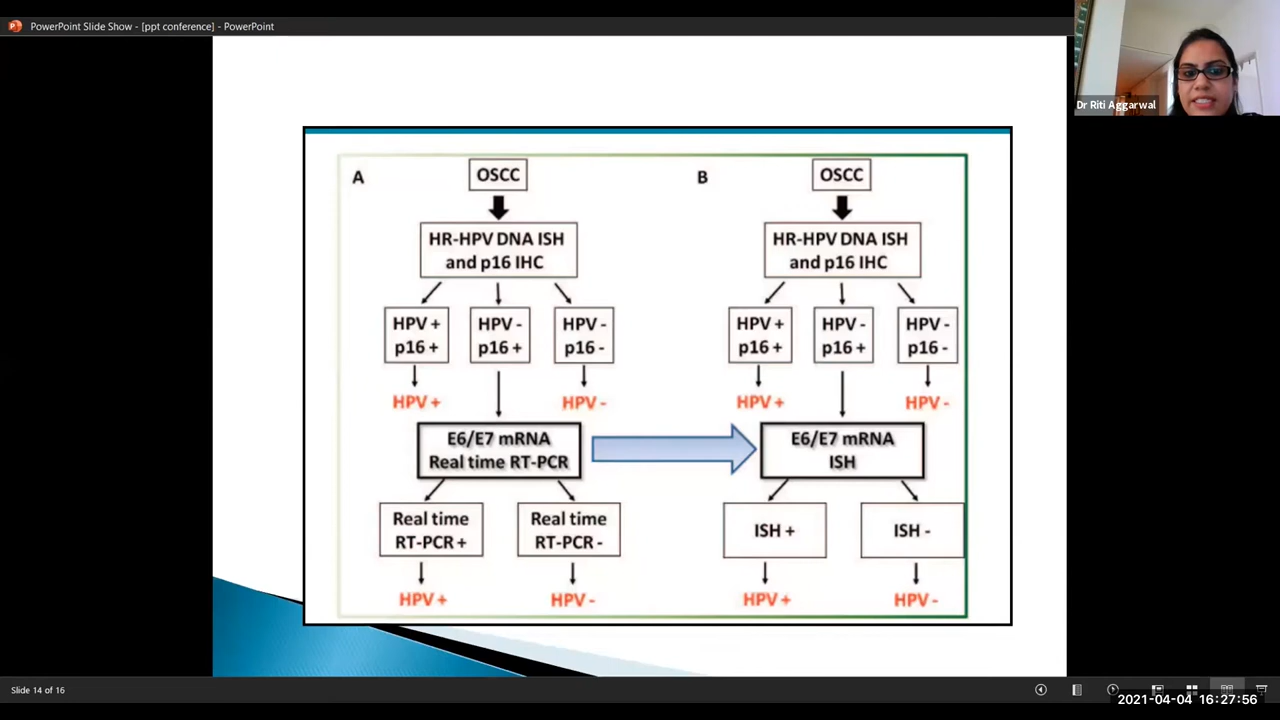 PowerPoint Slide Show - [ppt conference] - PowerPoint
Dr Riti Aggarwal
A
OSCC
HR-HPV DNA ISH
and p16 IHC
HPV +
p16 +
HPV -
p16 +
HPV -
p16 -
HPV +
HPV -
E6/E7 mRNA
Real time RT-PCR
Real time
RT-PCR +
Real time
RT-PCR -
HPV +
HPV -
B
OSCC
HR-HPV DNA ISH
and p16 IHC
HPV +
p16 +
HPV -
p16 +
HPV -
p16 -
HPV +
HPV -
E6/E7 mRNA
ISH
ISH +
ISH -
HPV +
HPV -
Slide 14 of 16
2021-04-04 16:27:56